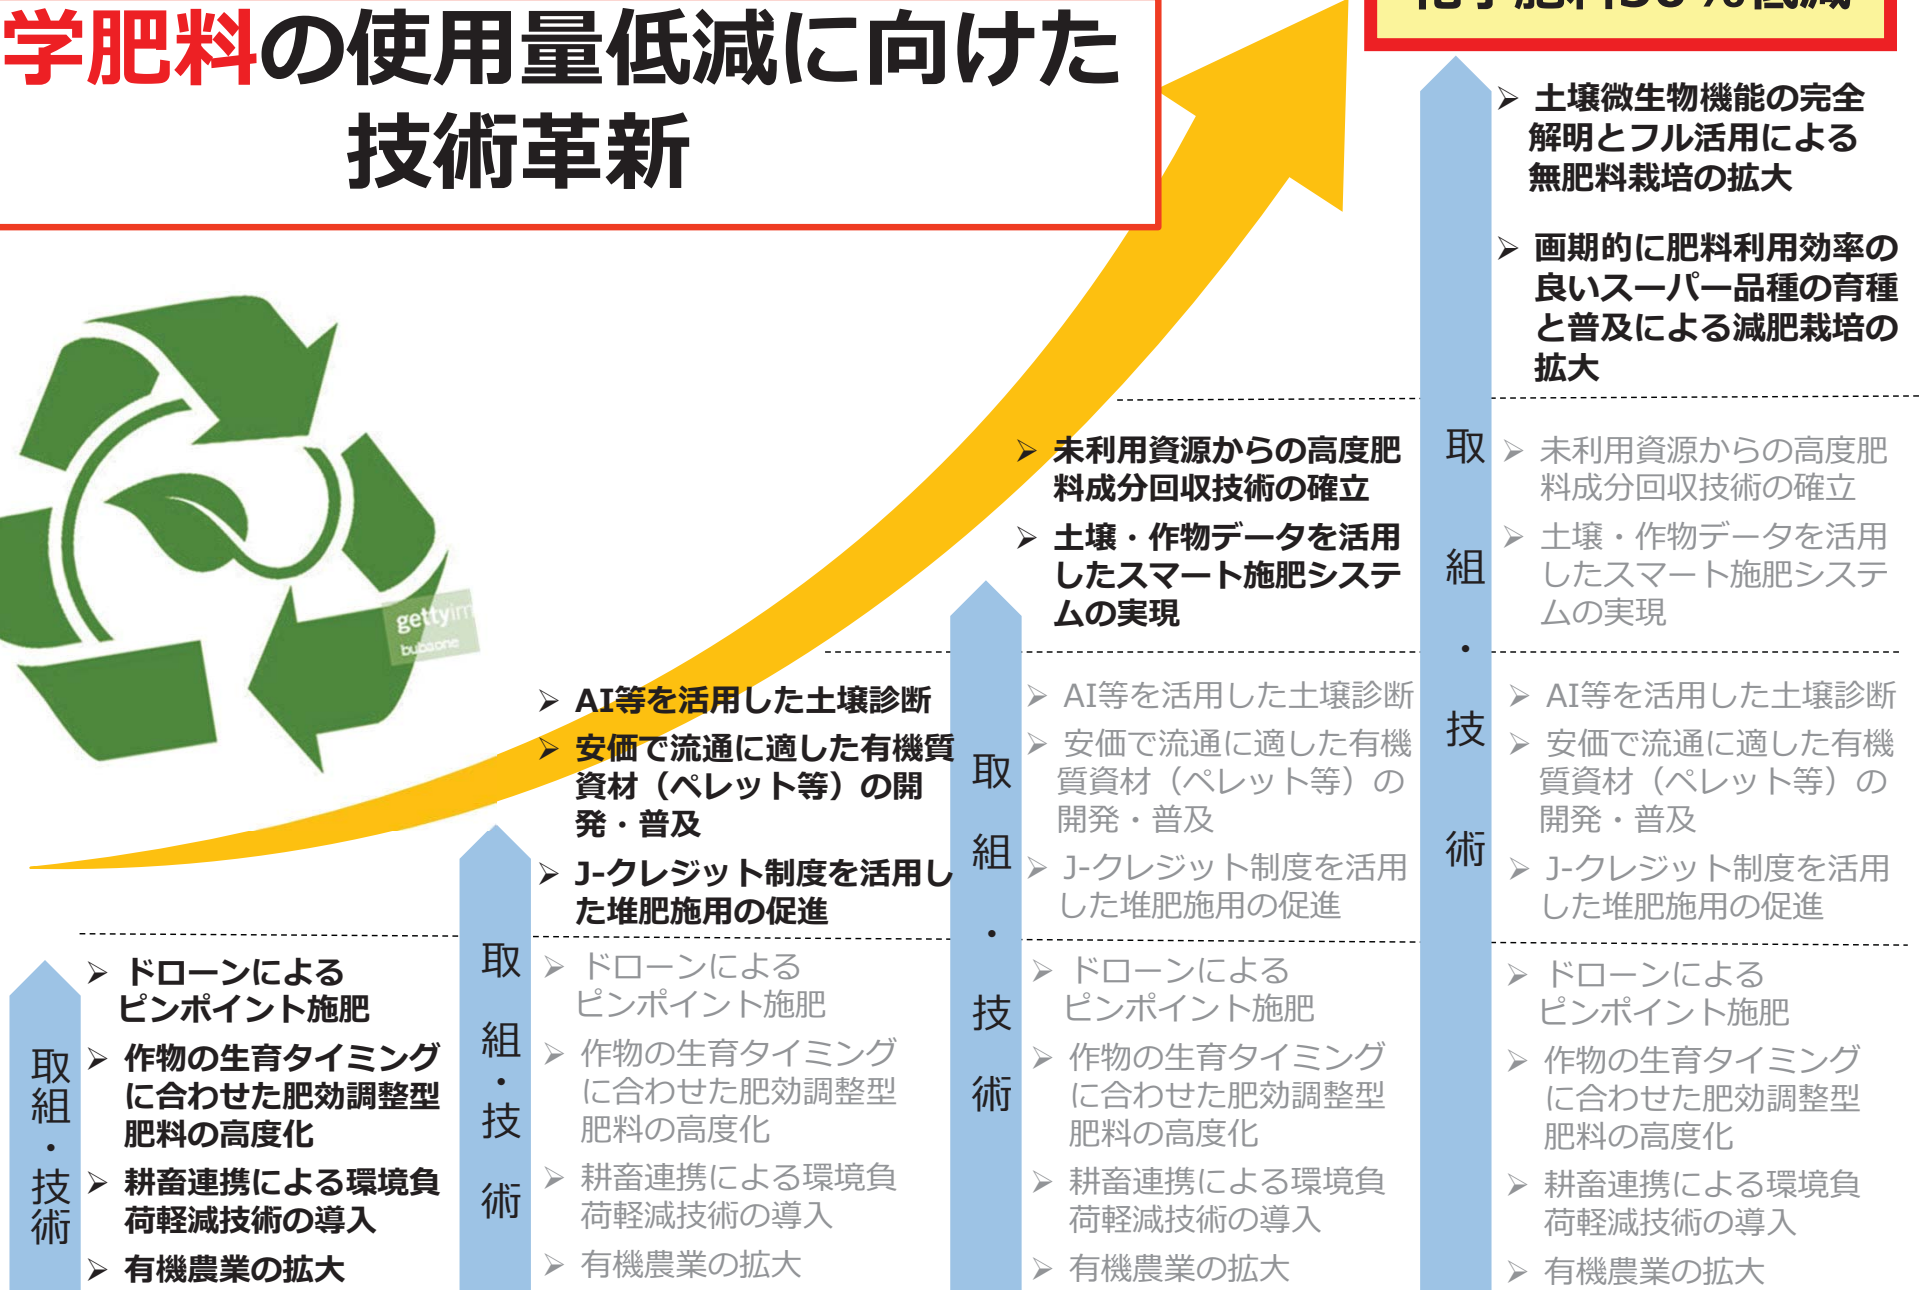 学肥料の使用量低減に向けた
技術革新
化学肥料30%低減
土壌微生物機能の完全
解明とフル活用による
無肥料栽培の拡大
画期的に肥料利用効率の
良いスーパー品種の育種
と普及による減肥栽培の
拡大
未利用資源からの高度肥
料成分回収技術の確立
土壌・作物データを活用
したスマート施肥システ
ムの実現
取組・技術
未利用資源からの高度肥
料成分回収技術の確立
土壌・作物データを活用
したスマート施肥システ
ムの実現
gettyim
bubaone
AI等を活用した土壌診断
安価で流通に適した有機質
資材（ペレット等）の開
発・普及
J-クレジット制度を活用し
た堆肥施用の促進
取組・技術
AI等を活用した土壌診断
安価で流通に適した有機
質資材（ペレット等）の
開発・普及
J-クレジット制度を活用
した堆肥施用の促進
AI等を活用した土壌診断
安価で流通に適した有機
質資材（ペレット等）の
開発・普及
J-クレジット制度を活用
した堆肥施用の促進
取組・技術
ドローンによる
ピンポイント施肥
作物の生育タイミング
に合わせた肥効調整型
肥料の高度化
耕畜連携による環境負
荷軽減技術の導入
有機農業の拡大
取組・技術
ドローンによる
ピンポイント施肥
作物の生育タイミング
に合わせた肥効調整型
肥料の高度化
耕畜連携による環境負
荷軽減技術の導入
有機農業の拡大
ドローンによる
ピンポイント施肥
作物の生育タイミング
に合わせた肥効調整型
肥料の高度化
耕畜連携による環境負
荷軽減技術の導入
有機農業の拡大
ドローンによる
ピンポイント施肥
作物の生育タイミング
に合わせた肥効調整型
肥料の高度化
耕畜連携による環境負
荷軽減技術の導入
有機農業の拡大